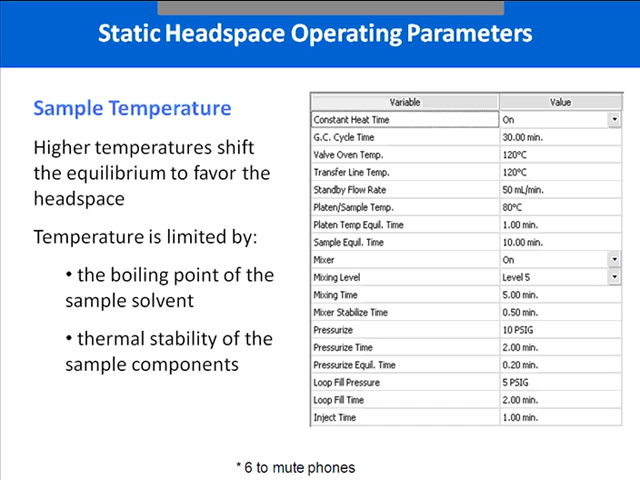 Static Headspace Operating Parameters
Sample Temperature
Higher temperatures shift
the equilibrium to favor the
headspace
Temperature is limited by:
• the boiling point of the
sample solvent
• thermal stability of the
sample components
Variable Value
Constant Heat Time On
G.C. Cycle Time 30.00 min.
Valve Oven Temp. 120°C
Transfer Line Temp. 120°C
Standby Flow Rate 50 mL/min.
Platen/Sample Temp. 80°C
Platen Temp Equil. Time 1.00 min.
Sample Equil. Time 10.00 min.
Mixer On
Mixing Level Level 5
Mixing Time 5.00 min.
Mixer Stabilize Time 0.50 min.
Pressurize 10 PSIG
Pressurize Time 2.00 min.
Pressurize Equil. Time 0.20 min.
Loop Fill Pressure 5 PSIG
Loop Fill Time 2.00 min.
Inject Time 1.00 min.
* 6 to mute phones